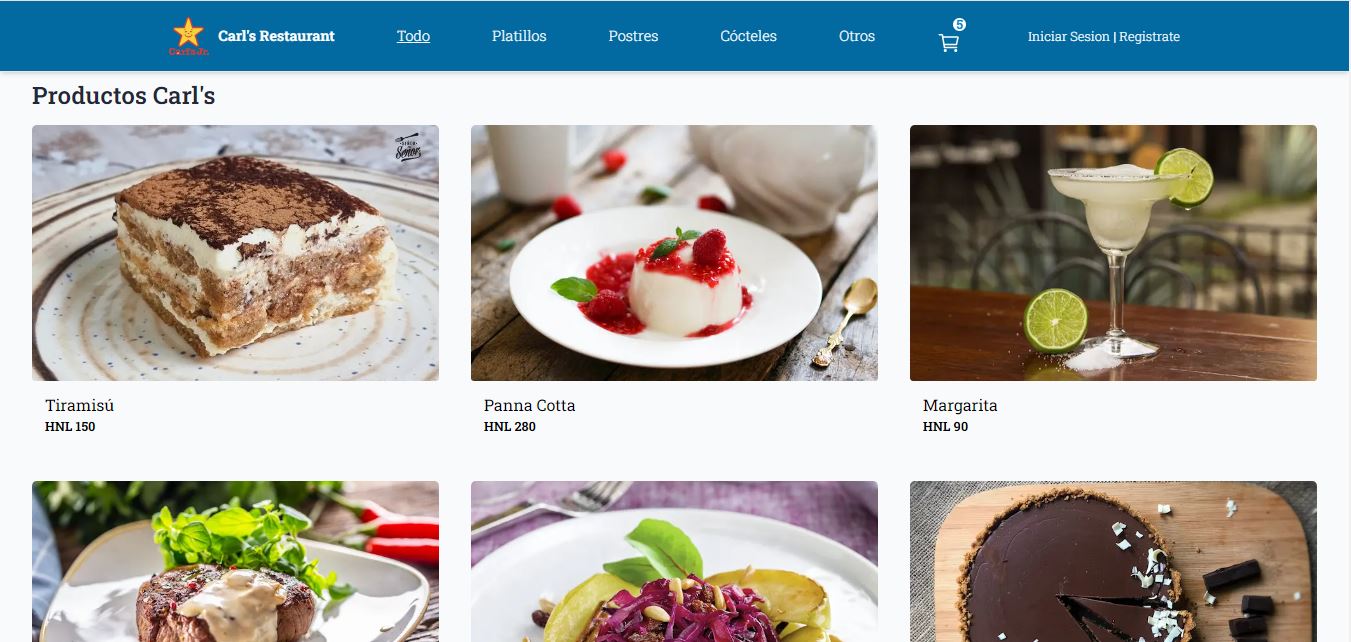 Carl's Jr.
Carl's Restaurant
Todo
Platillos
Postres
Cócteles
Otros
5
Iniciar Sesion | Registrate
Productos Carl's
Señor
Tiramisú
HNL 150
Panna Cotta
HNL 280
Margarita
HNL 90